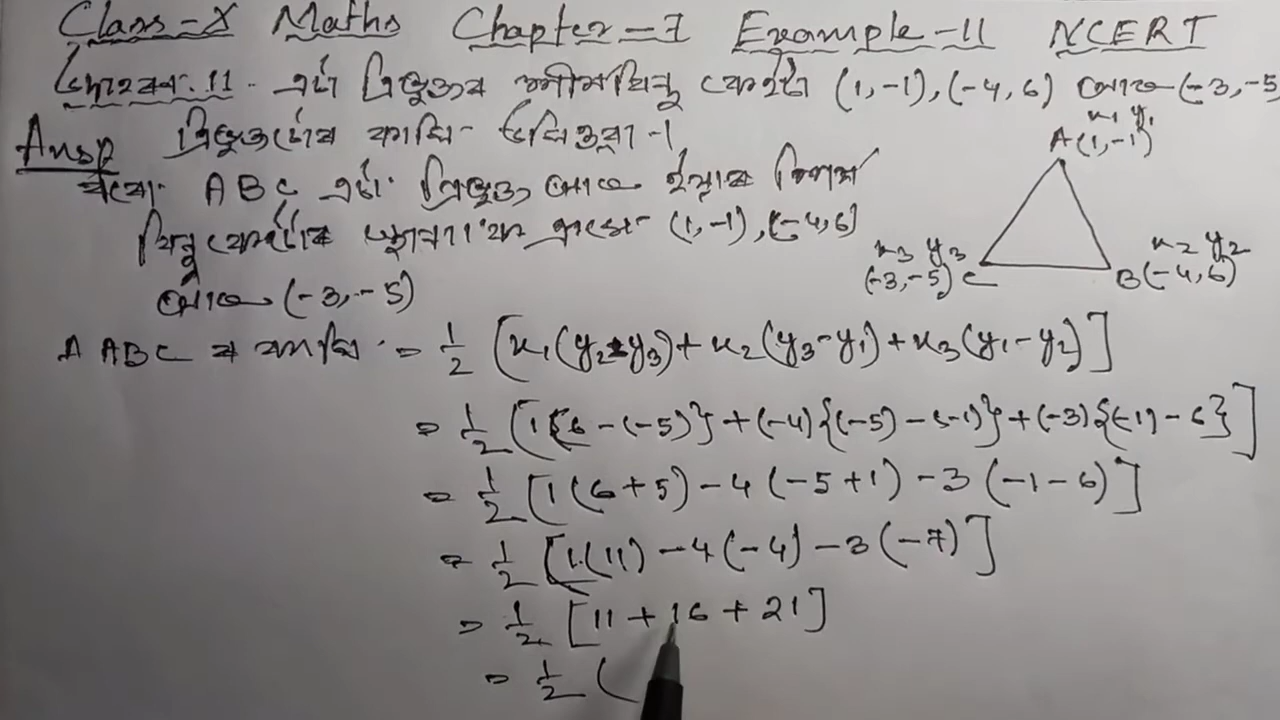 Class-X Maths Chapter-7 Example-11 NCERT
উদাহৰণ: 11. এটা ত্ৰিভুজৰ শীৰ্ষবিন্দু কেইটা (1,-1), (-4,6) আৰু (-3,-5)
ত্ৰিভুজটোৰ কালি উলিওৱা।
Ans:
ABC এটা ত্ৰিভুজ আৰু ইয়াৰ
(1,-1), (-4,6)
আৰু (-3,-5)
x₁ y₁
A(1,-1)
x₃ y₃
(-3,-5) C
x₂ y₂
B(-4,6)
Δ ABC ৰ কালি = 1/2 [x₁(y₂-y₃)+x₂(y₃-y₁)+x₃(y₁-y₂)]
= 1/2 [1{6-(-5)}+(-4){(-5)-(-1)}+(-3){(-1)-6}]
= 1/2 [1(6+5)-4(-5+1)-3(-1-6)]
= 1/2 [1(11)-4(-4)-3(-7)]
= 1/2 [11+16+21]
= 1/2 (